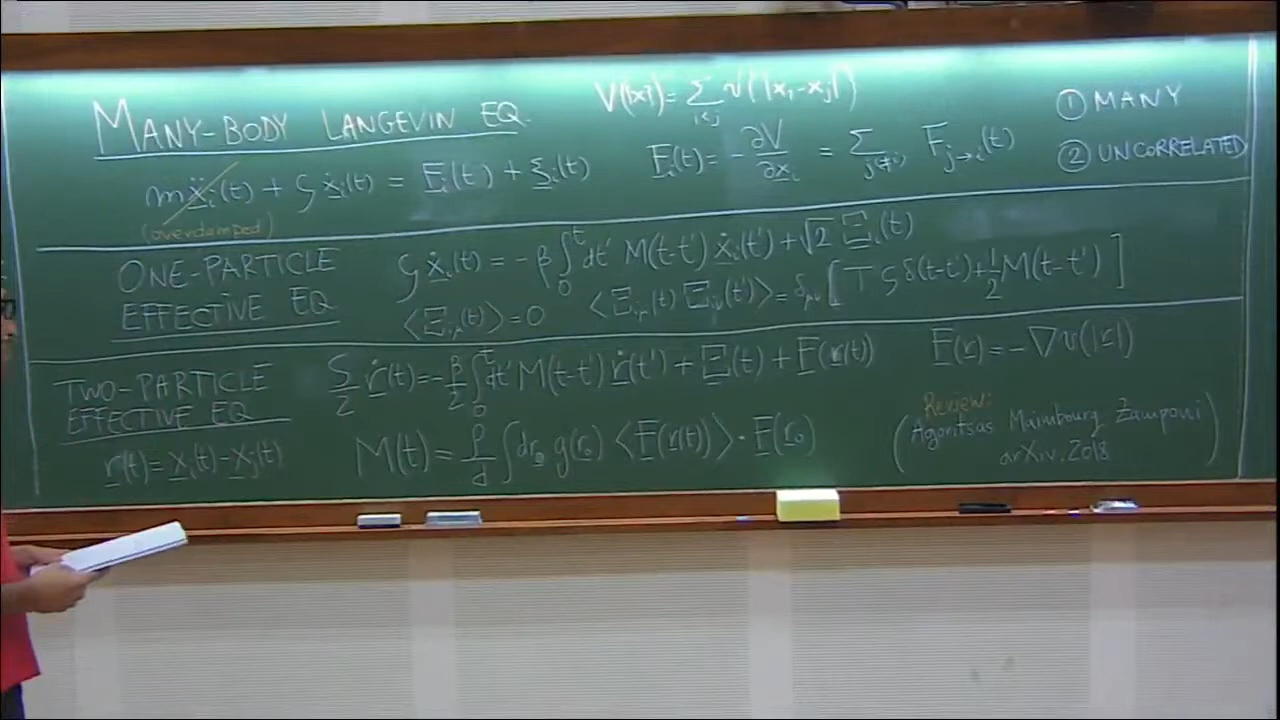 MANY-BODY LANGEVIN EQ.
V({x}) = Σ_{i<j} v(|x_i - x_j|)
m ẍ_i(t) + ζ ẋ_i(t) = F_i(t) + ξ_i(t)
(overdamped)
F_i(t) = - ∂V/∂x_i = Σ_{j(≠i)} F_{j→i}(t)
① MANY
② UNCORRELATED
ONE-PARTICLE
EFFECTIVE EQ
ζ ẋ_i(t) = - β ∫_0^t dt' M(t-t') ẋ_i(t') + √2 Ξ_i(t)
⟨Ξ_{iμ}(t)⟩ = 0 ⟨Ξ_{iμ}(t) Ξ_{iν}(t')⟩ = δ_{μν} [Tζδ(t-t') + 1/2 M(t-t')]
TWO-PARTICLE
EFFECTIVE EQ
r(t) = x_i(t) - x_j(t)
ζ/2 ṙ(t) = - β/2 ∫_0^t dt' M(t-t') ṙ(t') + Ξ(t) + F(r(t)) F(r) = -∇v(|r|)
M(t) = ρ/d ∫ dr_0 g(r_0) ⟨F(r(t))⟩ · F(r_0)
Review:
(Agoritsas Maimbourg Zamponi
arXiv, 2018)